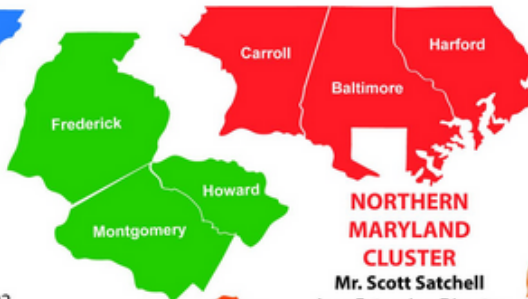 Carroll
Harford
Baltimore
Frederick
Howard
Montgomery
NORTHERN
MARYLAND
CLUSTER
Mr. Scott Satchell